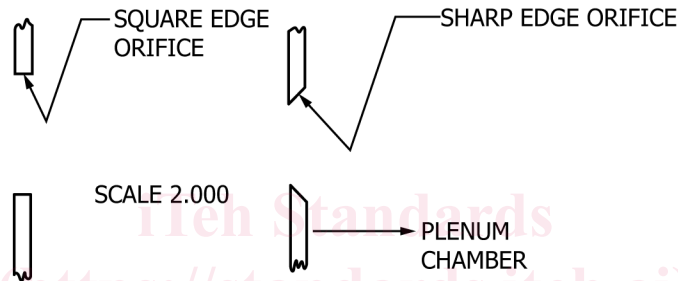 SQUARE EDGE
ORIFICE
SHARP EDGE ORIFICE
SCALE 2.000
iTeh Standards
PLENUM
CHAMBER